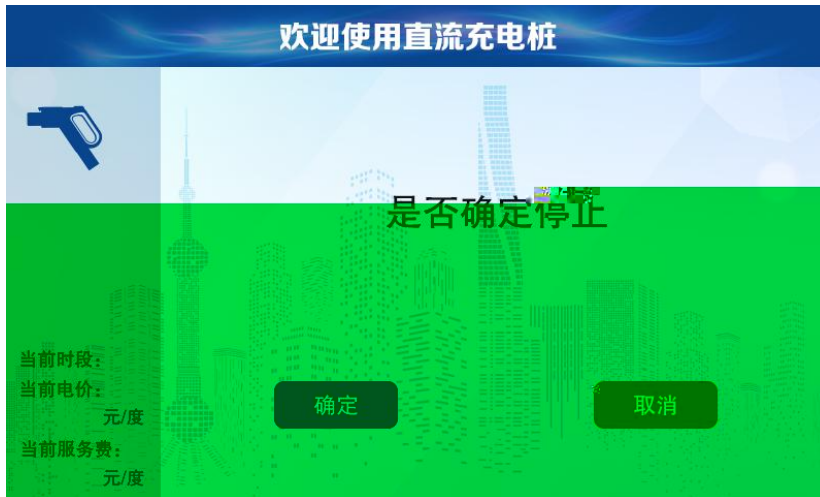 欢迎使用直流充电桩
是否确定停止
当前时段：
当前电价：
元/度
当前服务费：
元/度
确定
取消